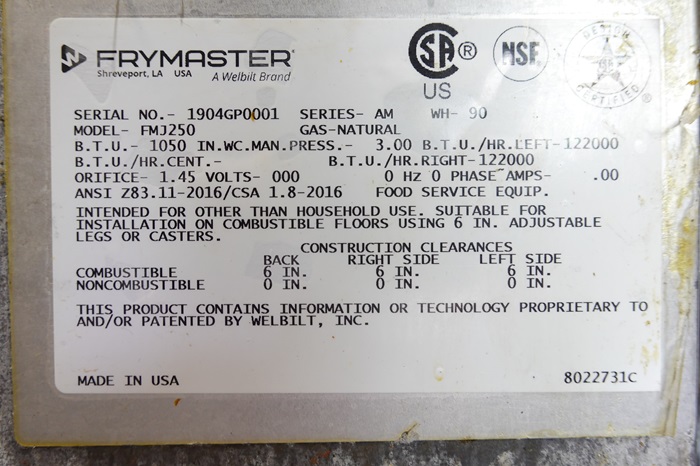 FRYMASTER
Shreveport, LA USA A Welbilt Brand
CSA ® US
NSF
DESIGN CERTIFIED ®
SERIAL NO.- 1904GP0001 SERIES- AM WH- 90
MODEL- FMJ250 GAS-NATURAL
B.T.U.- 1050 IN.WC.MAN.PRESS.- 3.00 B.T.U./HR.LEFT-122000
B.T.U./HR.CENT.- B.T.U./HR.RIGHT-122000
ORIFICE- 1.45 VOLTS- 000 0 HZ 0 PHASE AMPS- .00
ANSI Z83.11-2016/CSA 1.8-2016 FOOD SERVICE EQUIP.
INTENDED FOR OTHER THAN HOUSEHOLD USE. SUITABLE FOR
INSTALLATION ON COMBUSTIBLE FLOORS USING 6 IN. ADJUSTABLE
LEGS OR CASTERS.
CONSTRUCTION CLEARANCES
BACK RIGHT SIDE LEFT SIDE
COMBUSTIBLE 6 IN. 6 IN. 6 IN.
NONCOMBUSTIBLE 0 IN. 0 IN. 0 IN.
THIS PRODUCT CONTAINS INFORMATION OR TECHNOLOGY PROPRIETARY TO
AND/OR PATENTED BY WELBILT, INC.
MADE IN USA 8022731C